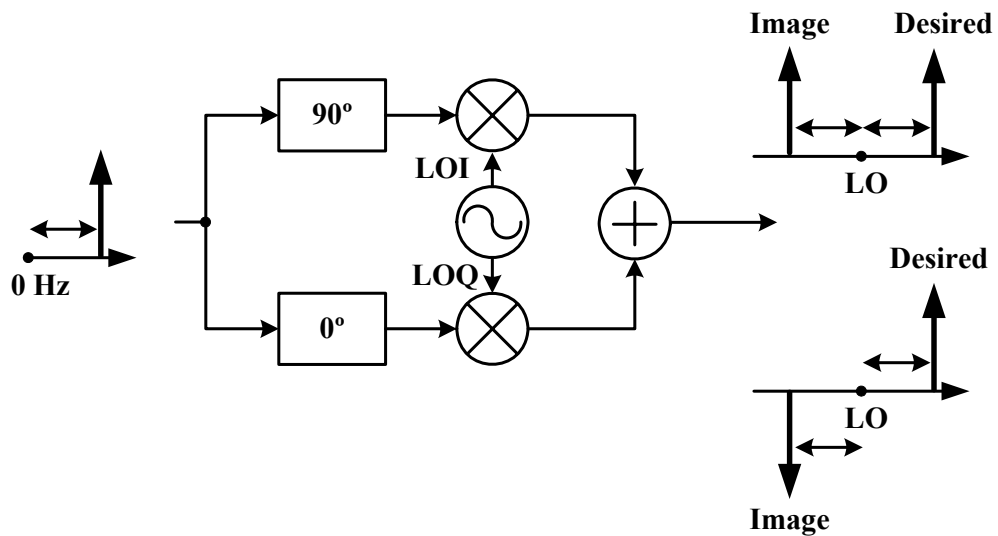 Image Desired
90º
LOI
LO
0 Hz
LOQ
Desired
0º
LO
Image